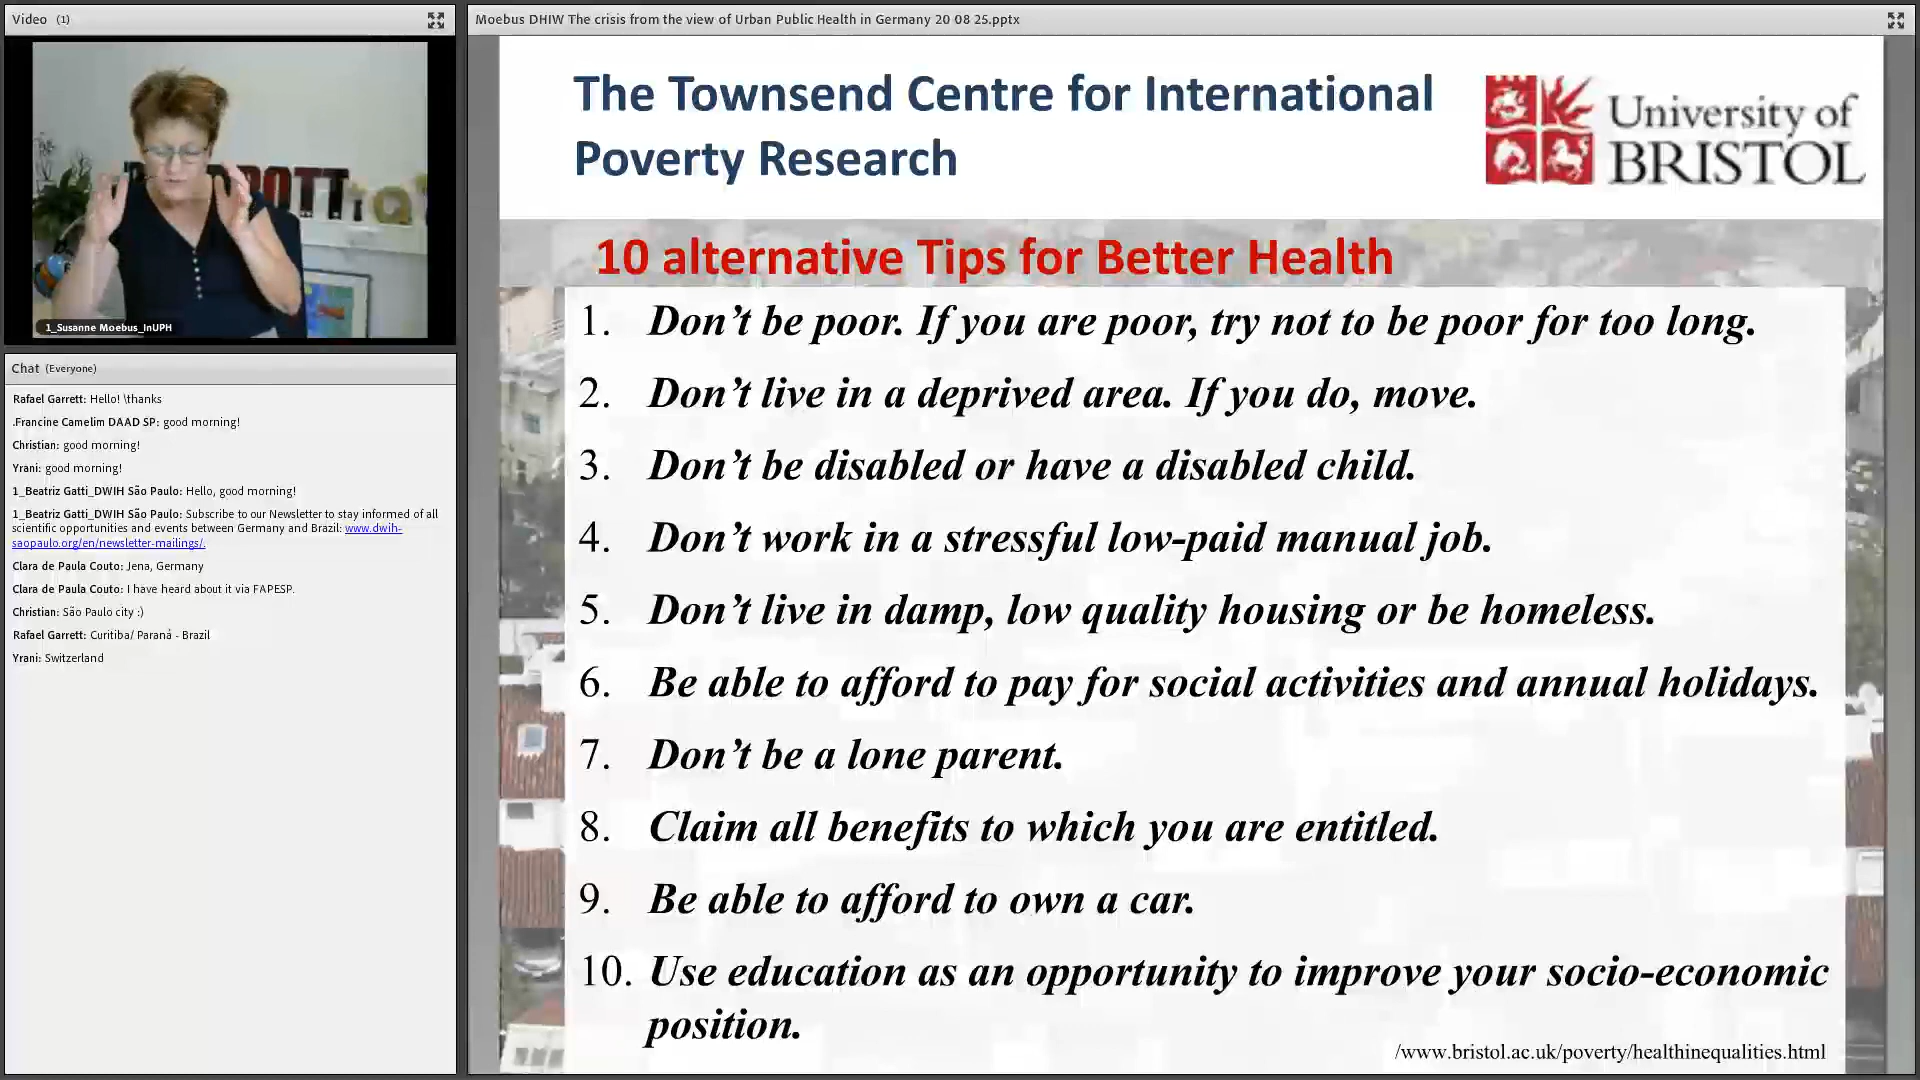 Video (1)
1_Susanne Moebus_InUPH
Chat (Everyone)
Rafael Garrett: Hello! \thanks
.Francine Camelim DAAD SP: good morning!
Christian: good morning!
Yrani: good morning!
1_Beatriz Gatti_DWIH São Paulo: Hello, good morning!
1_Beatriz Gatti_DWIH São Paulo: Subscribe to our Newsletter to stay informed of all
scientific opportunities and events between Germany and Brazil: www.dwih-
saopaulo.org/en/newsletter-mailings/.
Clara de Paula Couto: Jena, Germany
Clara de Paula Couto: I have heard about it via FAPESP.
Christian: São Paulo city :)
Rafael Garrett: Curitiba/ Paraná - Brazil
Yrani: Switzerland
Moebus DHIW The crisis from the view of Urban Public Health in Germany 20 08 25.pptx
The Townsend Centre for International
Poverty Research
University of
BRISTOL
10 alternative Tips for Better Health
1. Don’t be poor. If you are poor, try not to be poor for too long.
2. Don’t live in a deprived area. If you do, move.
3. Don’t be disabled or have a disabled child.
4. Don’t work in a stressful low-paid manual job.
5. Don’t live in damp, low quality housing or be homeless.
6. Be able to afford to pay for social activities and annual holidays.
7. Don’t be a lone parent.
8. Claim all benefits to which you are entitled.
9. Be able to afford to own a car.
10. Use education as an opportunity to improve your socio-economic
position.
/www.bristol.ac.uk/poverty/healthinequalities.html